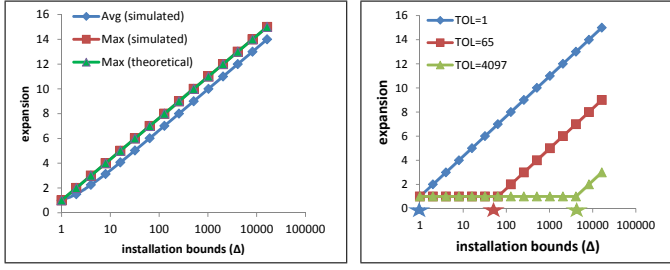 16
14
12
10
8
6
4
2
0
expansion
Avg (simulated)
Max (simulated)
Max (theoretical)
1 10 100 1000 10000 100000
installation bounds (Δ)
16
14
12
10
8
6
4
2
0
expansion
TOL=1
TOL=65
TOL=4097
1 10 100 1000 10000 100000
installation bounds (Δ)